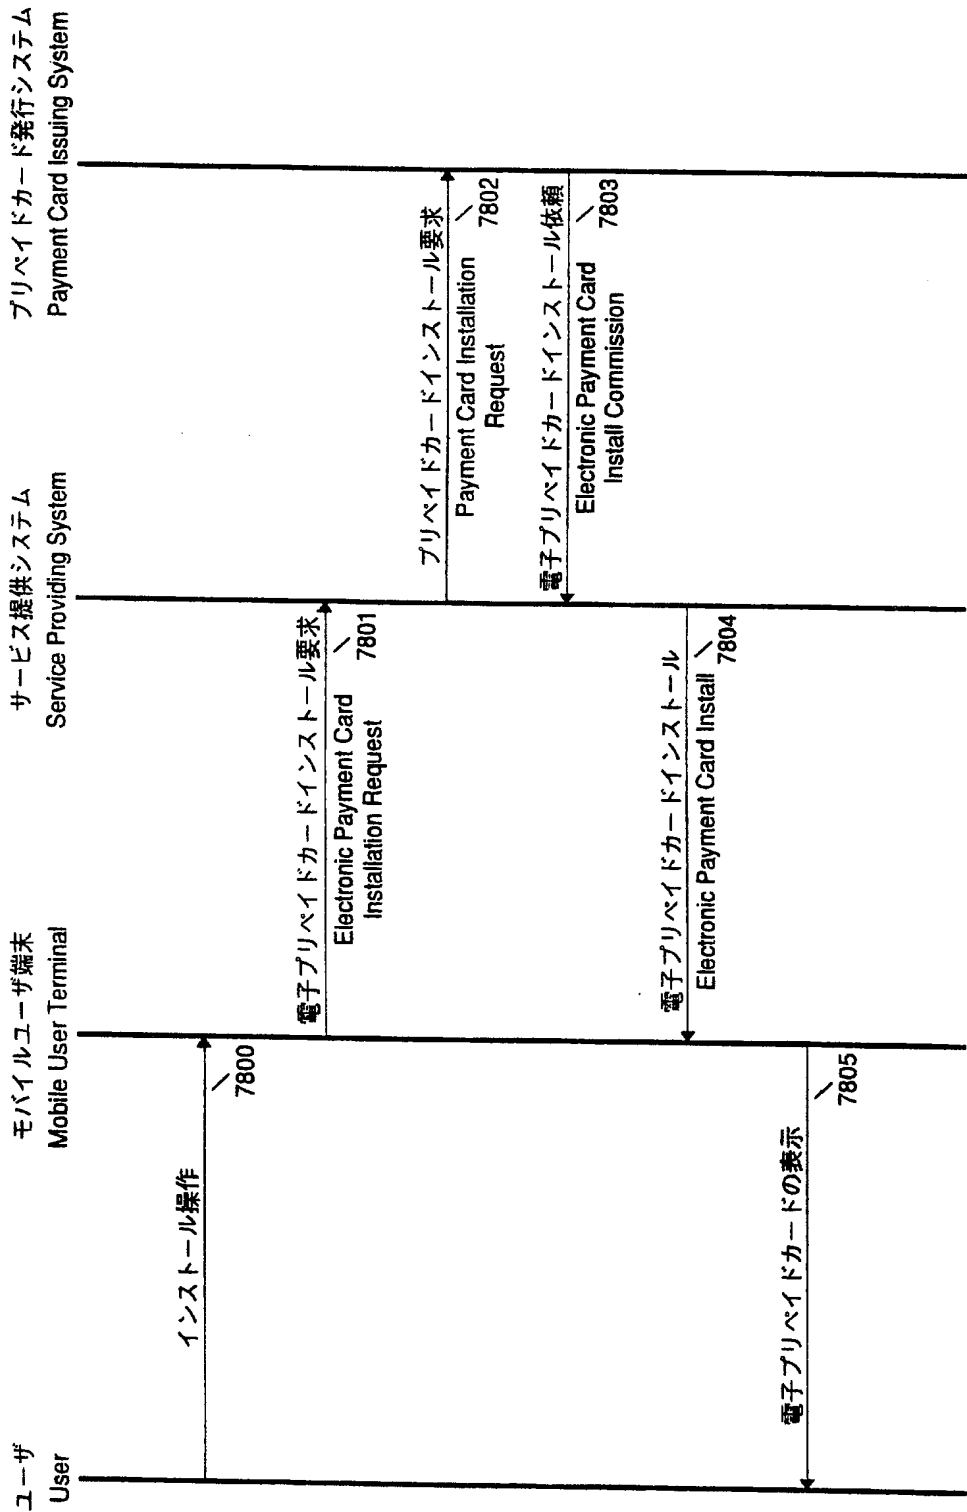 ユーザ
User
モバイルユーザ端末
Mobile User Terminal
サービス提供システム
Service Providing System
プリペイドカード発行システム
Payment Card Issuing System
インストール操作
7800
電子プリペイドカードインストール要求
7801
Electronic Payment Card
Installation Request
プリペイドカードインストール要求
7802
Payment Card Installation
Request
電子プリペイドカードインストール依頼
7803
Electronic Payment Card
Install Commission
電子プリペイドカードインストール
7804
Electronic Payment Card Install
電子プリペイドカードの表示
7805